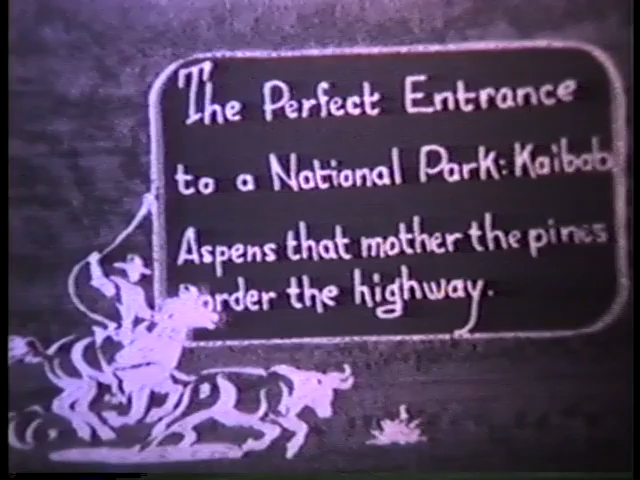 The Perfect Entrance
to a National Park: Kaibab
Aspens that mother the pines
border the highway.